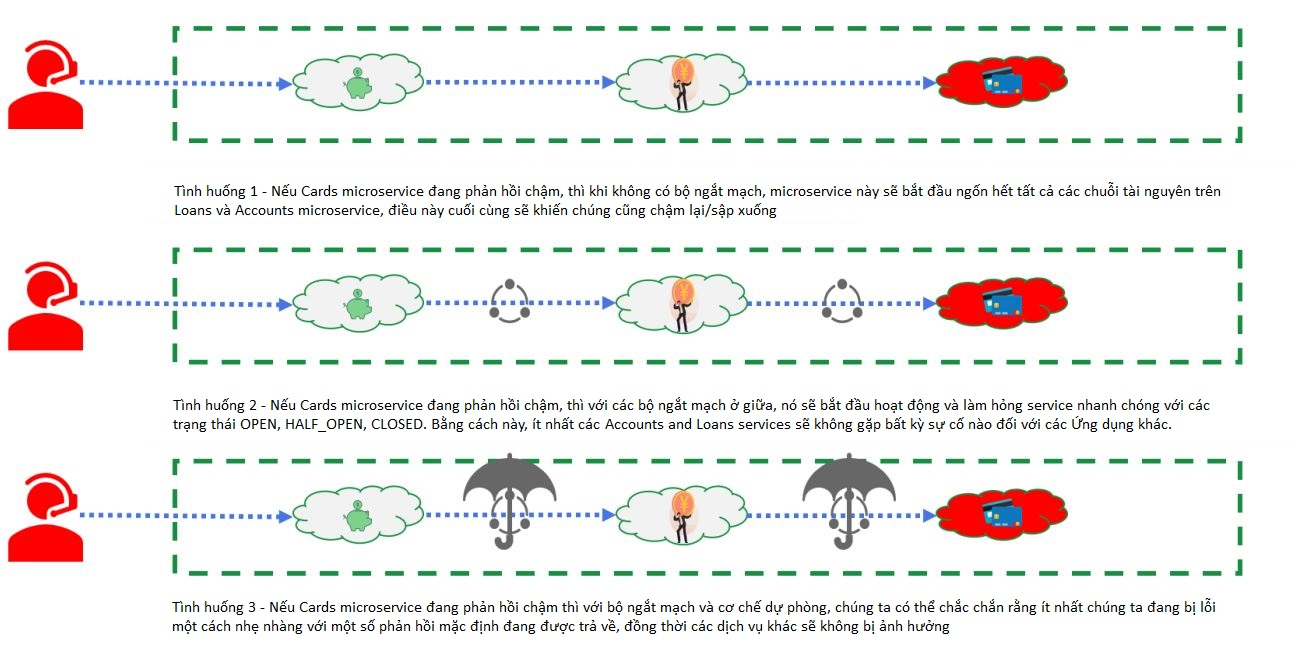 Tình huống 1 - Nếu Cards microservice đang phản hồi chậm, thì khi không có bộ ngắt mạch, microservice này sẽ bắt đầu ngốn hết tất cả các chuỗi tài nguyên trên
Loans và Accounts microservice, điều này cuối cùng sẽ khiến chúng cũng chậm lại/sập xuống
Tình huống 2 - Nếu Cards microservice đang phản hồi chậm, thì với các bộ ngắt mạch ở giữa, nó sẽ bắt đầu hoạt động và làm hỏng service nhanh chóng với các
trạng thái OPEN, HALF_OPEN, CLOSED. Bằng cách này, ít nhất các Accounts and Loans services sẽ không gặp bất kỳ sự cố nào đối với các Ứng dụng khác.
Tình huống 3 - Nếu Cards microservice đang phản hồi chậm thì với bộ ngắt mạch và cơ chế dự phòng, chúng ta có thể chắc chắn rằng ít nhất chúng ta đang bị lỗi
một cách nhẹ nhàng với một số phản hồi mặc định đang được trả về, đồng thời các dịch vụ khác sẽ không bị ảnh hưởng